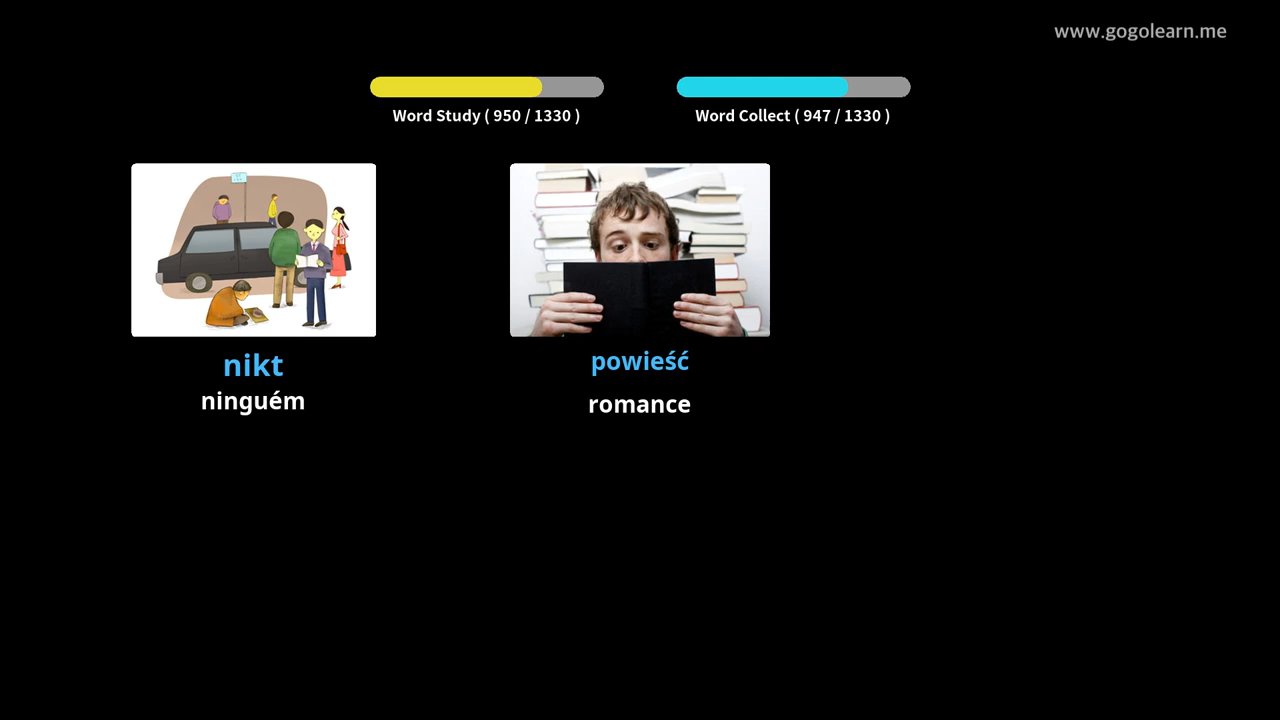 www.gogolearn.me
Word Study ( 950 / 1330 )
Word Collect ( 947 / 1330 )
nikt
ninguém
powieść
romance